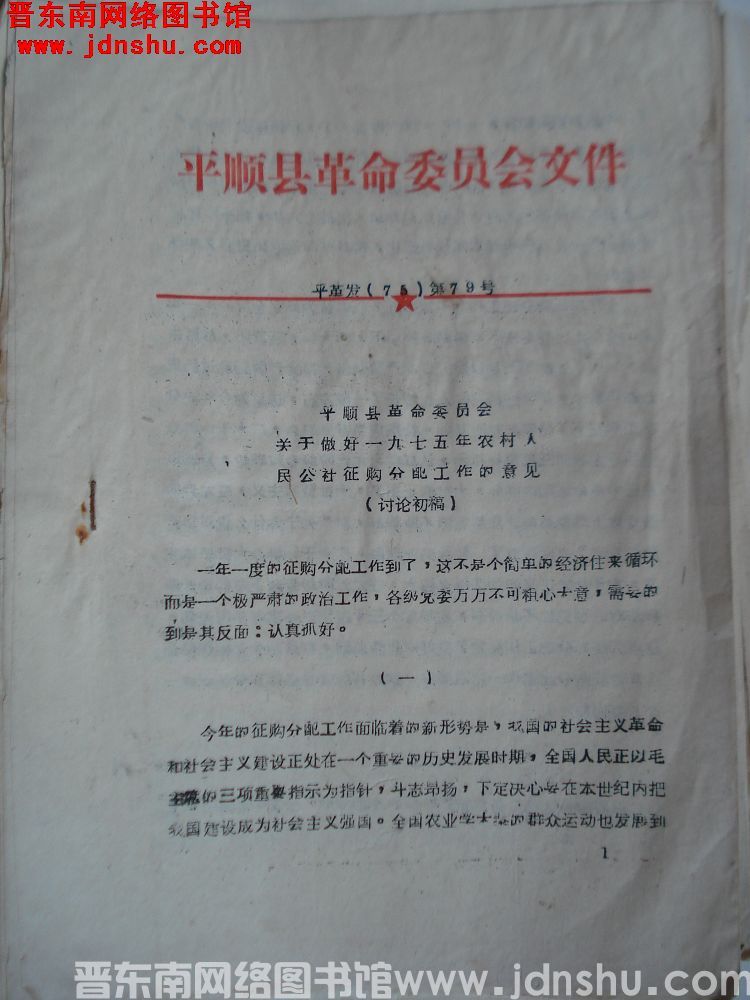 晋东南网络图书馆
www.jdnshu.com
平顺县革命委员会文件
平革发(75)第79号
平顺县革命委员会
关于做好一九七五年农村人
民公社征购分配工作的意见
(讨论初稿)
一年一度的征购分配工作到了,这不是个简单的经济往来循环
而是一个极严肃的政治工作,各级党委万万不可粗心大意,需要的
到是其反面:认真抓好。
(一)
今年的征购分配工作面临着的新形势是,我国的社会主义革命
和社会主义建设正处在一个重要的历史发展时期,全国人民正以毛
主席的三项重要指示为指针,斗志昂扬,下定决心要在本世纪内把
我国建设成为社会主义强国。全国农业学大寨的群众运动也发展到
1
晋东南网络图书馆www.jdnshu.com